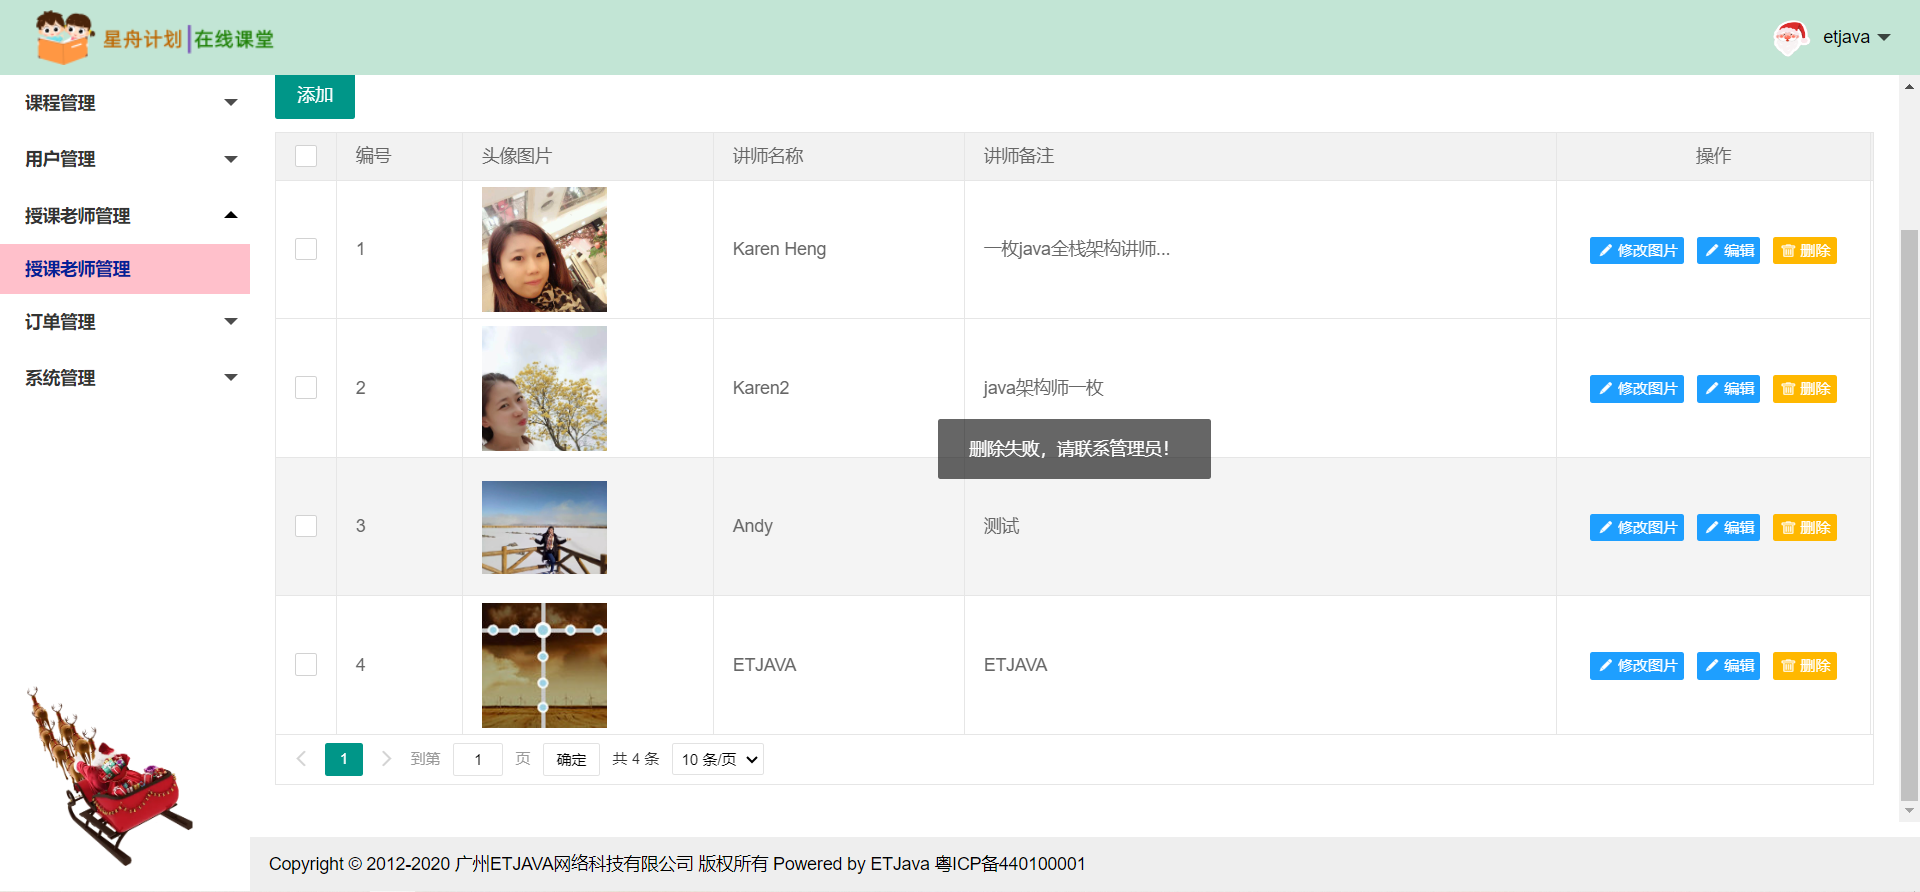 星舟计划|在线课堂
etjava
课程管理
用户管理
授课老师管理
授课老师管理
订单管理
系统管理
添加
编号 头像图片 讲师名称 讲师备注 操作
1 Karen Heng 一枚java全栈架构讲师... 修改图片 编辑 删除
2 Karen2 java架构师一枚 修改图片 编辑 删除
删除失败，请联系管理员！
3 Andy 测试 修改图片 编辑 删除
4 ETJAVA ETJAVA 修改图片 编辑 删除
1 到第 1 页 确定 共 4 条 10 条/页
Copyright © 2012-2020 广州ETJAVA网络科技有限公司 版权所有 Powered by ETJava 粤ICP备440100001